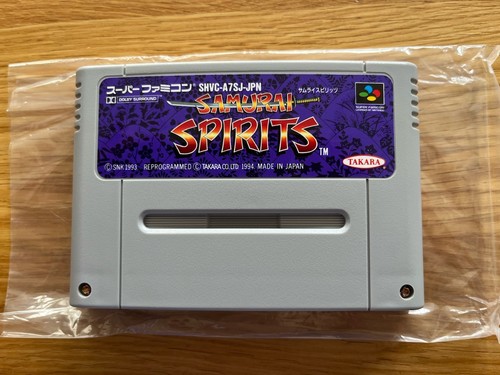 スーパーファミコン SHVC-A7SJ-JPN
DOLBY SURROUND
サムライスピリッツ
SAMURAI
SPIRITS
TM
TAKARA
©SNK 1993 REPROGRAMMED ©TAKARA CO.,LTD 1994 MADE IN JAPAN